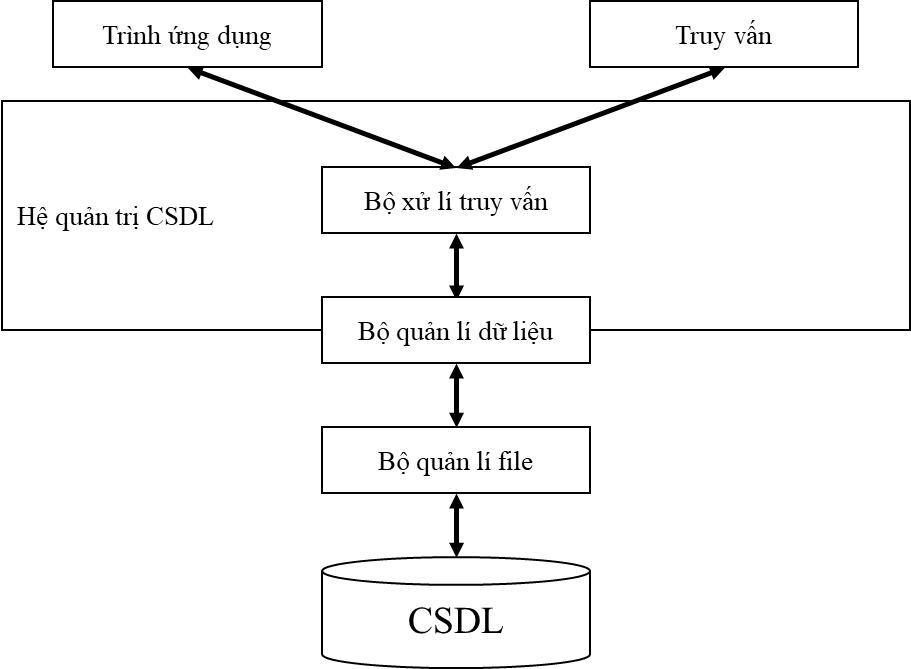 Trình ứng dụng
Truy vấn
Bộ xử lí truy vấn
Hệ quản trị CSDL
Bộ quản lí dữ liệu
Bộ quản lí file
CSDL